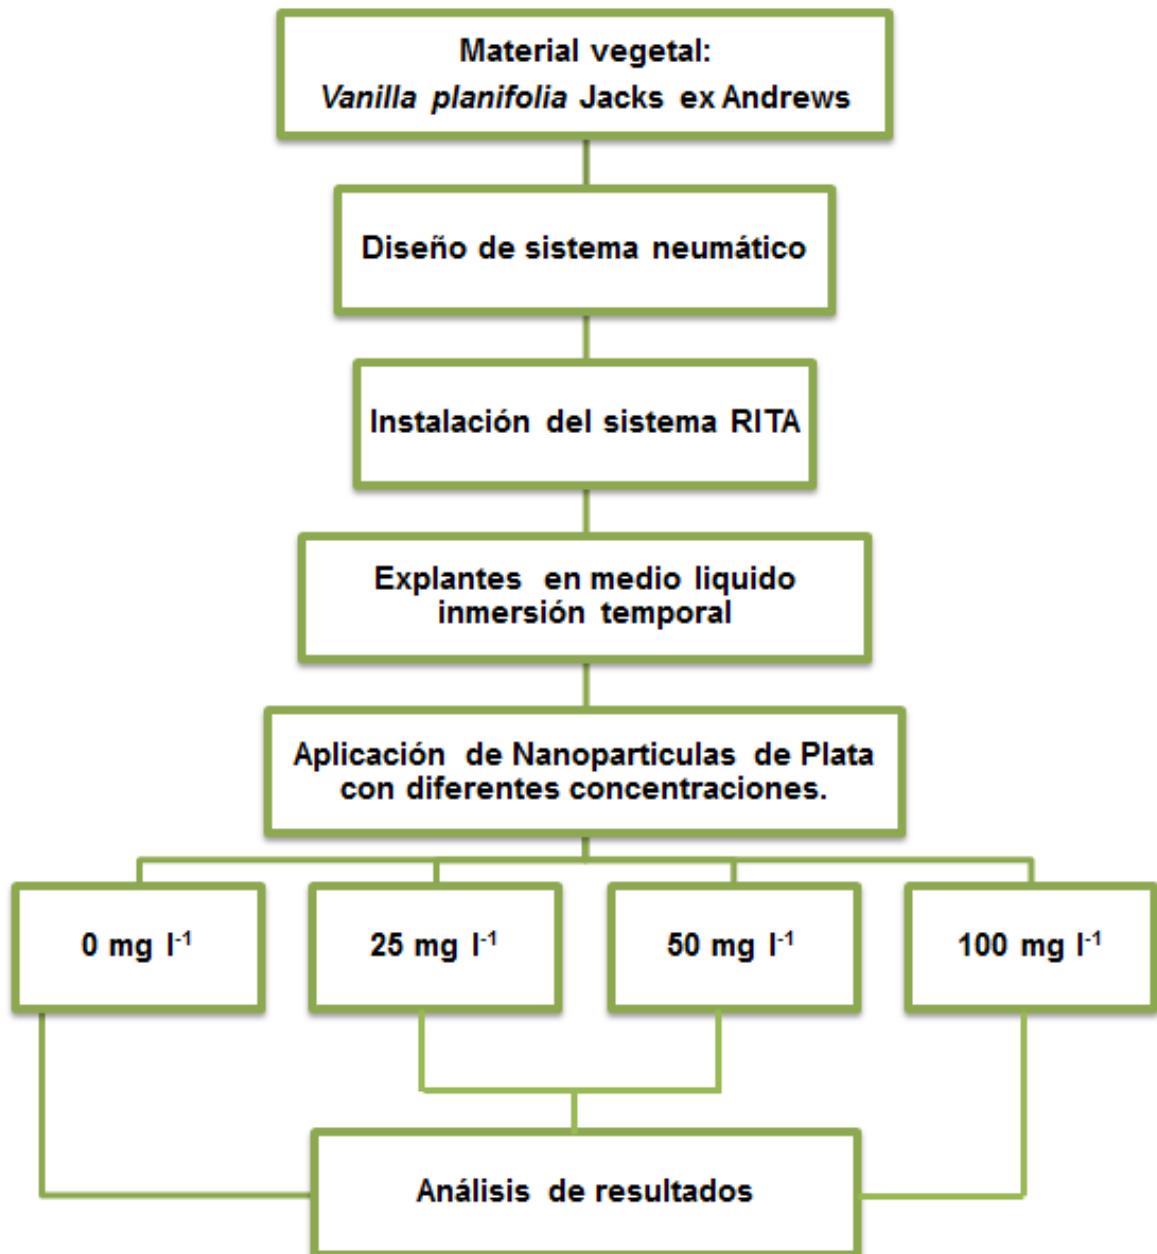 Material vegetal:
Vanilla planifolia Jacks ex Andrews
Diseño de sistema neumático
Instalación del sistema RITA
Explantes en medio liquido
inmersión temporal
Aplicación de Nanoparticulas de Plata
con diferentes concentraciones.
0 mg l⁻¹
25 mg l⁻¹
50 mg l⁻¹
100 mg l⁻¹
Análisis de resultados